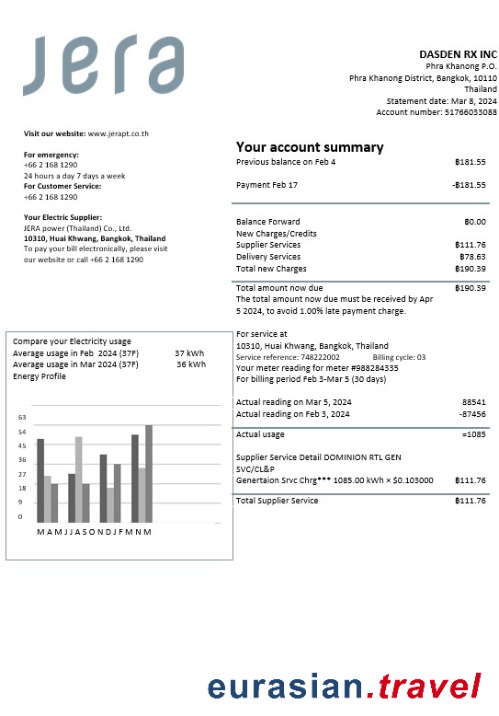 jera
DASDEN RX INC
Phra Khanong P.O.
Phra Khanong District, Bangkok, 10110
Thailand
Statement date: Mar 8, 2024
Account number: 51766033088
Visit our website: www.jerapt.co.th
For emergency:
+66 2 168 1290
24 hours a day 7 days a week
For Customer Service:
+66 2 168 1290
Your Electric Supplier:
JERA power (Thailand) Co., Ltd.
10310, Huai Khwang, Bangkok, Thailand
To pay your bill electronically, please visit
our website or call +66 2 168 1290
Your account summary
Previous balance on Feb 4 ฿181.55
Payment Feb 17 -฿181.55
Balance Forward ฿0.00
New Charges/Credits
Supplier Services ฿111.76
Delivery Services ฿78.63
Total new Charges ฿190.39
Total amount now due ฿190.39
The total amount now due must be received by Apr
5 2024, to avoid 1.00% late payment charge.
Compare your Electricity usage
Average usage in Feb 2024 (37F) 37 kWh
Average usage in Mar 2024 (37F) 36 kWh
Energy Profile
63
54
45
36
27
18
9
0
M A M J J A S O N D J F M N M
For service at
10310, Huai Khwang, Bangkok, Thailand
Service reference: 748222002 Billing cycle: 03
Your meter reading for meter #988284335
For billing period Feb 3-Mar 5 (30 days)
Actual reading on Mar 5, 2024 88541
Actual reading on Feb 3, 2024 -87456
Actual usage =1085
Supplier Service Detail DOMINION RTL GEN
SVC/CL&P
Genertaion Srvc Chrg*** 1085.00 kWh × $0.103000 ฿111.76
Total Supplier Service ฿111.76
eurasian.travel